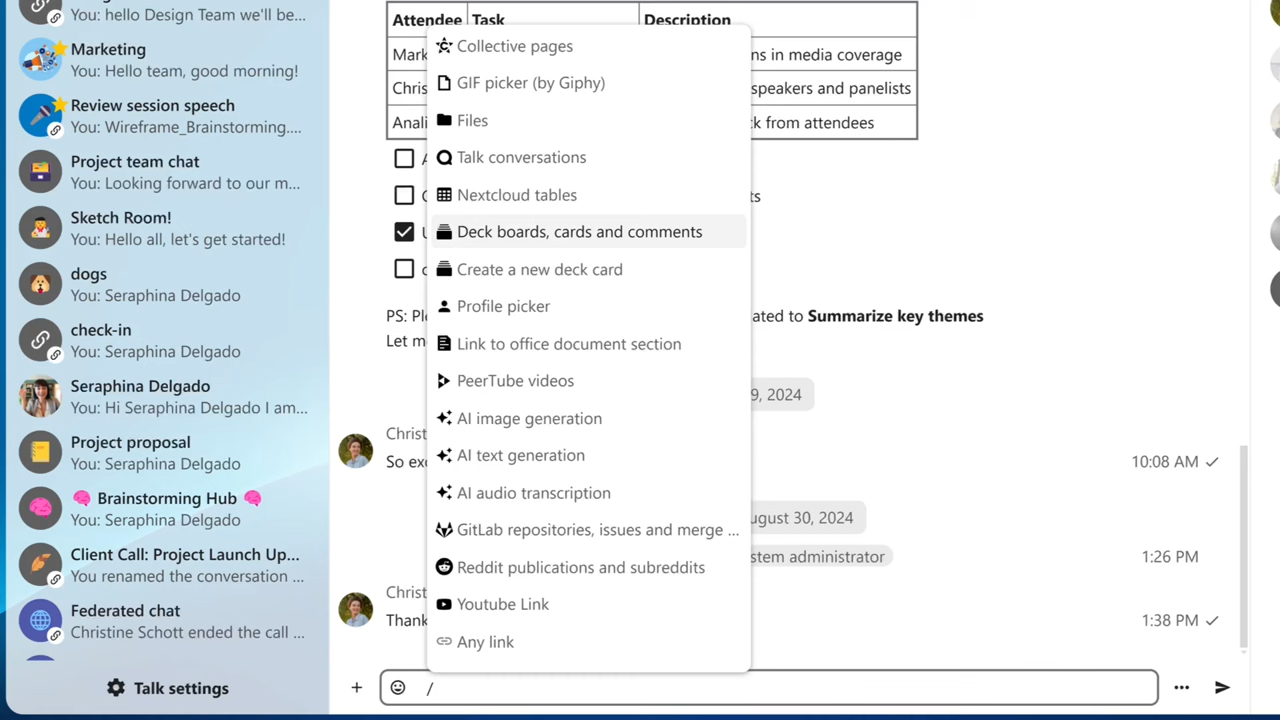 You: hello Design Team we'll be...
Marketing
You: Hello team, good morning!
Review session speech
You: Wireframe_Brainstorming....
Project team chat
You: Looking forward to our m...
Sketch Room!
You: Hello all, let's get started!
dogs
You: Seraphina Delgado
check-in
You: Seraphina Delgado
Seraphina Delgado
You: Hi Seraphina Delgado I am...
Project proposal
You: Seraphina Delgado
🧠 Brainstorming Hub 🧠
You: Seraphina Delgado
Client Call: Project Launch Up...
You renamed the conversation ...
Federated chat
Christine Schott ended the call ...
Talk settings
Attendee Task Description
Mark ns in media coverage
Chris speakers and panelists
Anali k from attendees
ts
PS: Pl ated to Summarize key themes
Let m
9, 2024
Christ
So exc 10:08 AM
ugust 30, 2024
stem administrator 1:26 PM
Christ
Thank 1:38 PM
Collective pages
GIF picker (by Giphy)
Files
Talk conversations
Nextcloud tables
Deck boards, cards and comments
Create a new deck card
Profile picker
Link to office document section
PeerTube videos
AI image generation
AI text generation
AI audio transcription
GitLab repositories, issues and merge ...
Reddit publications and subreddits
Youtube Link
Any link
/